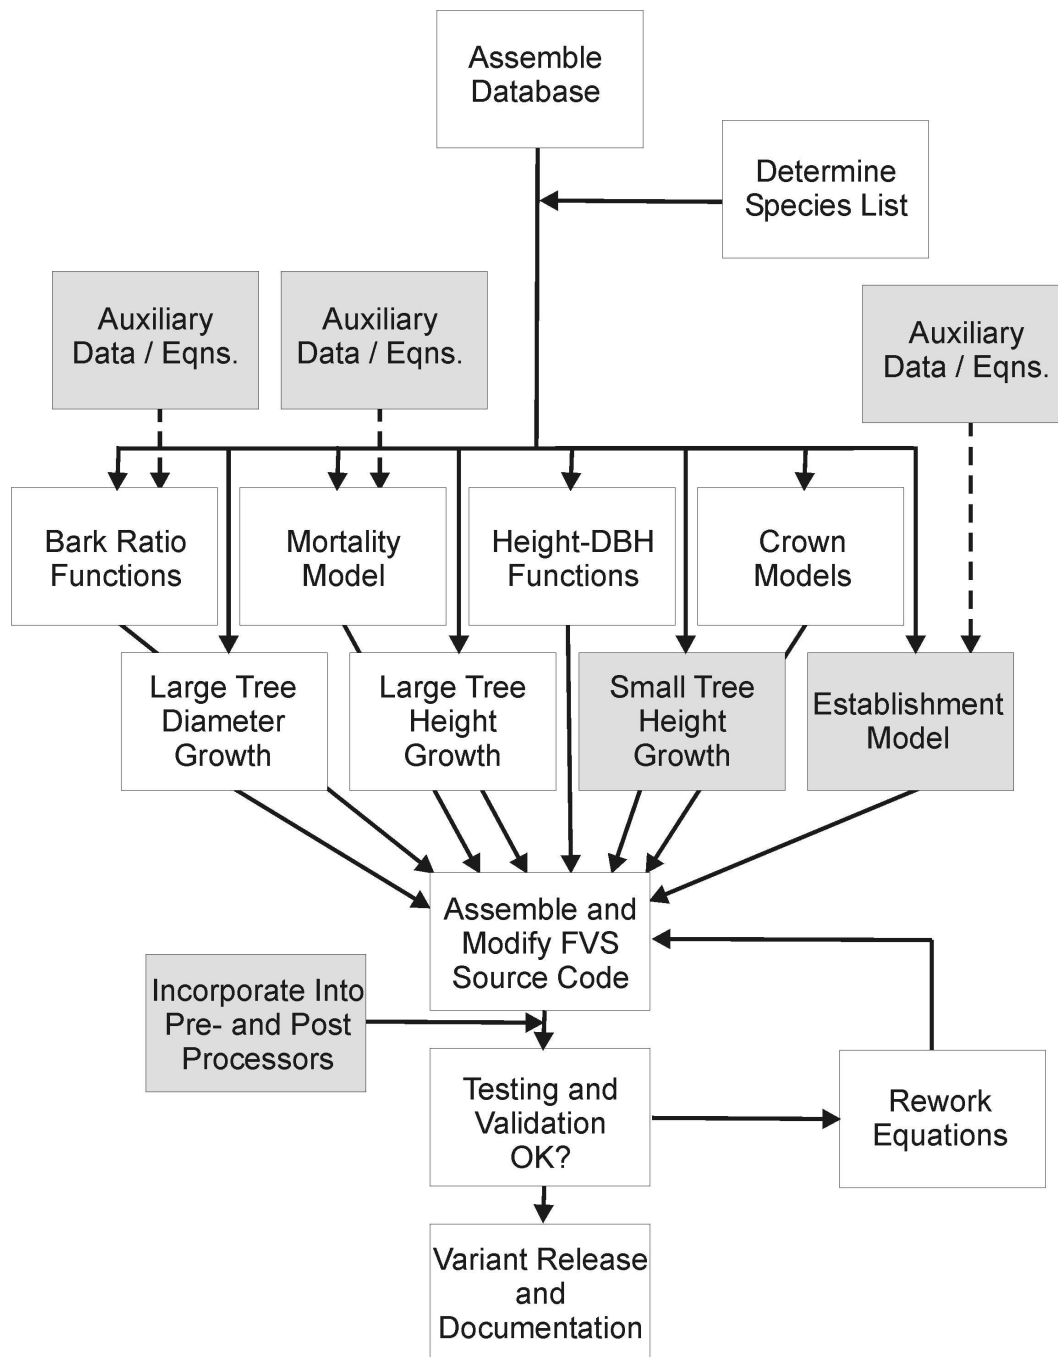 Assemble
Database
Determine
Species List
Auxiliary
Data / Eqns.
Auxiliary
Data / Eqns.
Auxiliary
Data / Eqns.
Bark Ratio
Functions
Mortality
Model
Height-DBH
Functions
Crown
Models
Large Tree
Diameter
Growth
Large Tree
Height
Growth
Small Tree
Height
Growth
Establishment
Model
Assemble and
Modify FVS
Source Code
Incorporate Into
Pre- and Post
Processors
Testing and
Validation
OK?
Rework
Equations
Variant Release
and
Documentation